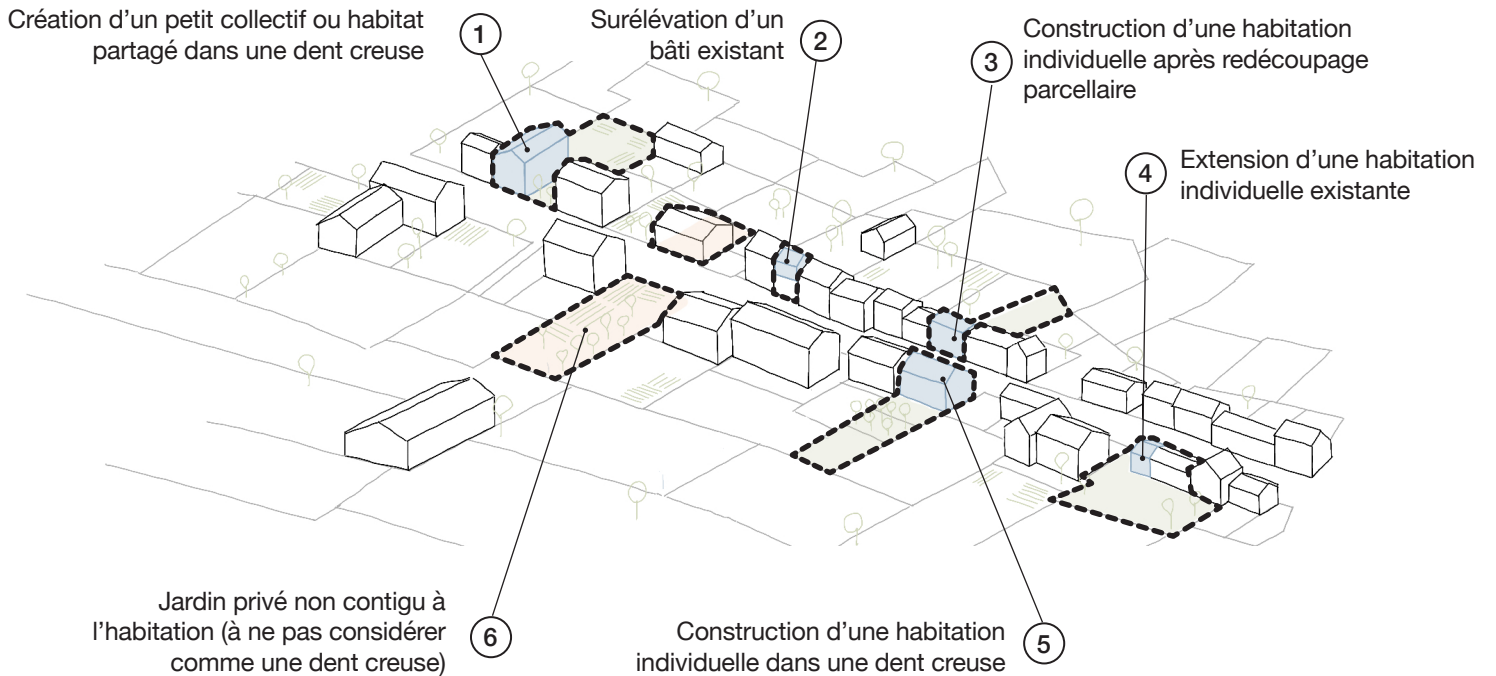 Création d’un petit collectif ou habitat
partagé dans une dent creuse
1
Surélévation d’un
bâti existant
2
3
Construction d’une habitation
individuelle après redécoupage
parcellaire
4
Extension d’une habitation
individuelle existante
Jardin privé non contigu à
l’habitation (à ne pas considérer
comme une dent creuse)
6
Construction d’une habitation
individuelle dans une dent creuse
5